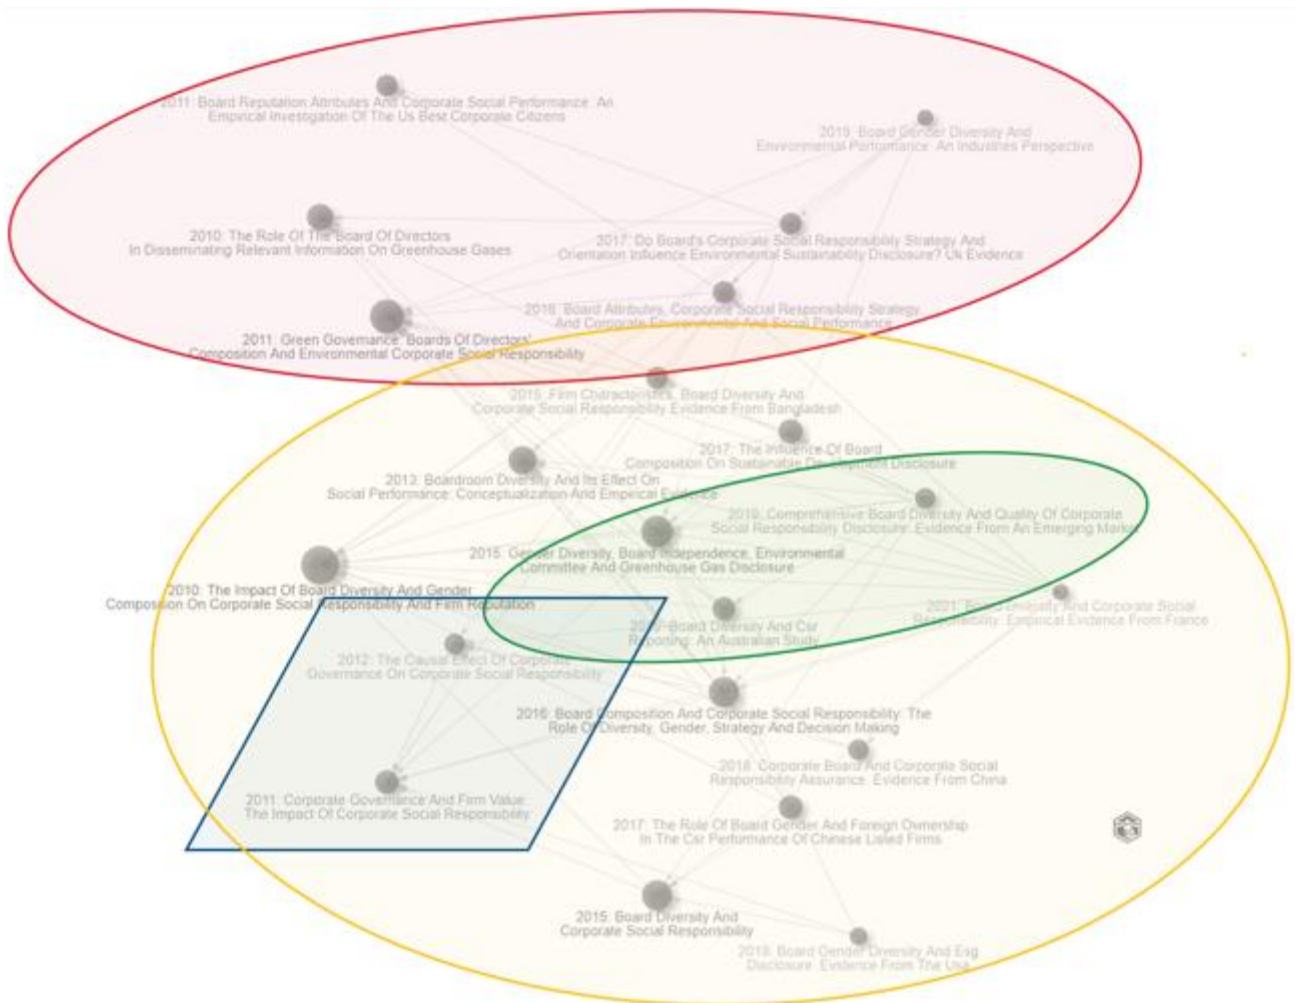 2011: Board Reputation Attributes And Corporate Social Performance: An
Empirical Investigation Of The Us Best Corporate Citizens
2019: Board Gender Diversity And
Environmental Performance: An Industries Perspective
2010: The Role Of The Board Of Directors
In Disseminating Relevant Information On Greenhouse Gases
2017: Do Board's Corporate Social Responsibility Strategy And
Orientation Influence Environmental Sustainability Disclosure? Uk Evidence
Board Attributes, Corporate Social Responsibility Strategy
And Corporate Environmental And Social Performance
2011: Green Governance: Boards Of Directors'
Composition And Environmental Corporate Social Responsibility
2015: Firm Characteristics, Board Diversity And
Corporate Social Responsibility Evidence From Bangladesh
2017: The Influence Of Board
Composition On Sustainable Development Disclosure
2013: Boardroom Diversity And Its Effect On
Social Performance: Conceptualization And Empirical Evidence
2019: Comprehensive Board Diversity And Quality Of Corporate
Social Responsibility Disclosure: Evidence From An Emerging Market
2015: Gender Diversity, Board Independence, Environmental
Committee And Greenhouse Gas Disclosure
2010: The Impact Of Board Diversity And Gender
Composition On Corporate Social Responsibility And Firm Reputation
2021: Board Diversity And Corporate Social
Responsibility: Empirical Evidence From France
Board Diversity And Csr
Reporting: An Australian Study
2012: The Causal Effect Of Corporate
Governance On Corporate Social Responsibility
2016: Board Composition And Corporate Social Responsibility: The
Role Of Diversity, Gender, Strategy And Decision Making
2018: Corporate Board And Corporate Social
Responsibility Assurance: Evidence From China
2011: Corporate Governance And Firm Value:
The Impact Of Corporate Social Responsibility
2017: The Role Of Board Gender And Foreign Ownership
In The Csr Performance Of Chinese Listed Firms
2015: Board Diversity And
Corporate Social Responsibility
Board Gender Diversity And Esg
Disclosure: Evidence From The Usa